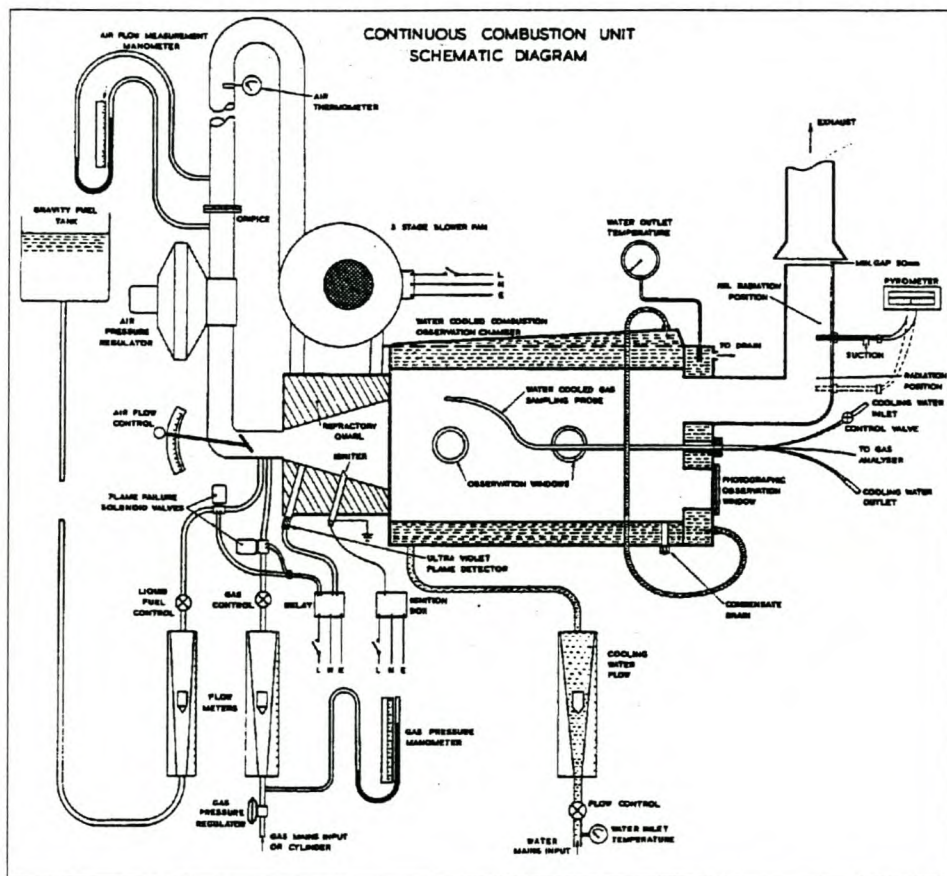 CONTINUOUS COMBUSTION UNIT
SCHEMATIC DIAGRAM
AIR FLOW MEASUREMENT
MANOMETER
AIR
THERMOMETER
EXHAUST
GRAVITY FUEL
TANK
ORIFICE
3 STAGE BLOWER FAN
L
N
E
WATER OUTLET
TEMPERATURE
MIN. GAP 50mm
PYROMETER
RADIATION
POSITION
AIR
PRESSURE
REGULATOR
WATER COOLED COMBUSTION
OBSERVATION CHAMBER
TO DRAIN
SUCTION
RADIATION
POSITION
WATER COOLED GAS
SAMPLING PROBE
COOLING WATER
INLET
CONTROL VALVE
AIR FLOW
CONTROL
REFRACTORY
QUARL
IGNITER
TO GAS
ANALYSER
OBSERVATION WINDOWS
PHOTOGRAPHIC
OBSERVATION
WINDOW
COOLING WATER
OUTLET
FLAME FAILURE
SOLENOID VALVES
ULTRA VIOLET
FLAME DETECTOR
LIQUID
FUEL
CONTROL
GAS
CONTROL
RELAY
IGNITION
BOX
CONDENSATE
DRAIN
L N E
L N E
COOLING
WATER
FLOW
FLOW
METERS
GAS PRESSURE
MANOMETER
GAS
PRESSURE
REGULATOR
FLOW CONTROL
GAS MAINS INPUT
OR CYLINDER
WATER
MAINS INPUT
WATER INLET
TEMPERATURE